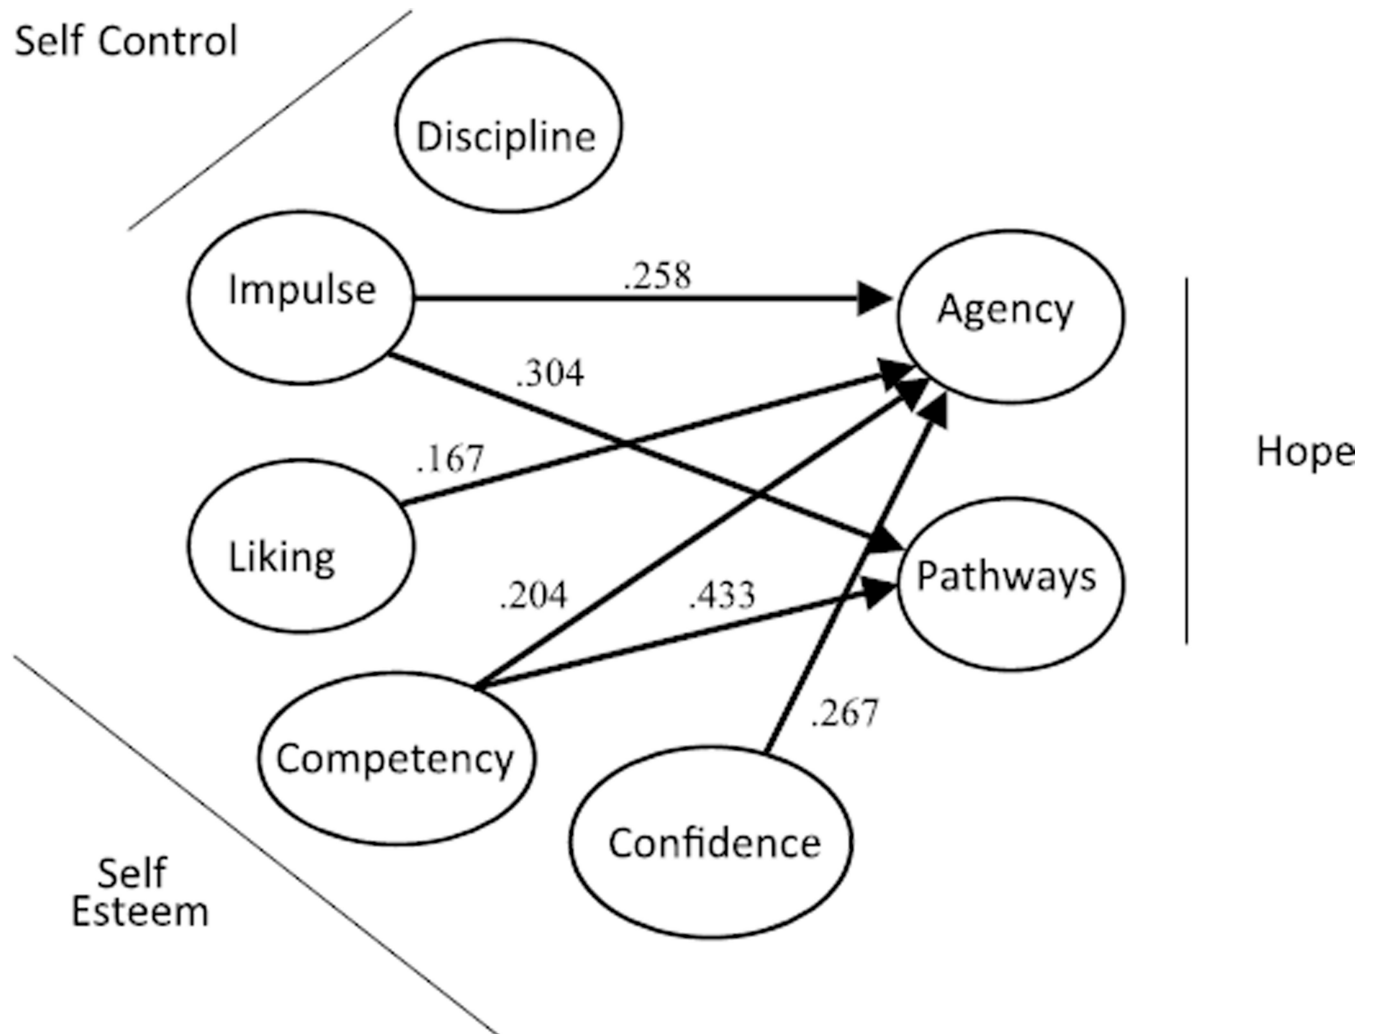 Self Control
Discipline
Impulse
.258
Agency
.304
.167
Hope
Liking
Pathways
.204
.433
.267
Competency
Confidence
Self
Esteem